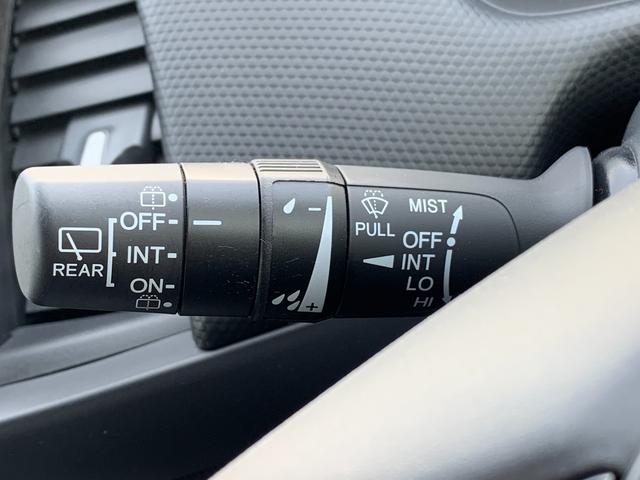 OFF
INT
ON
REAR
- 
+
PULL
MIST
OFF
INT
LO
HI